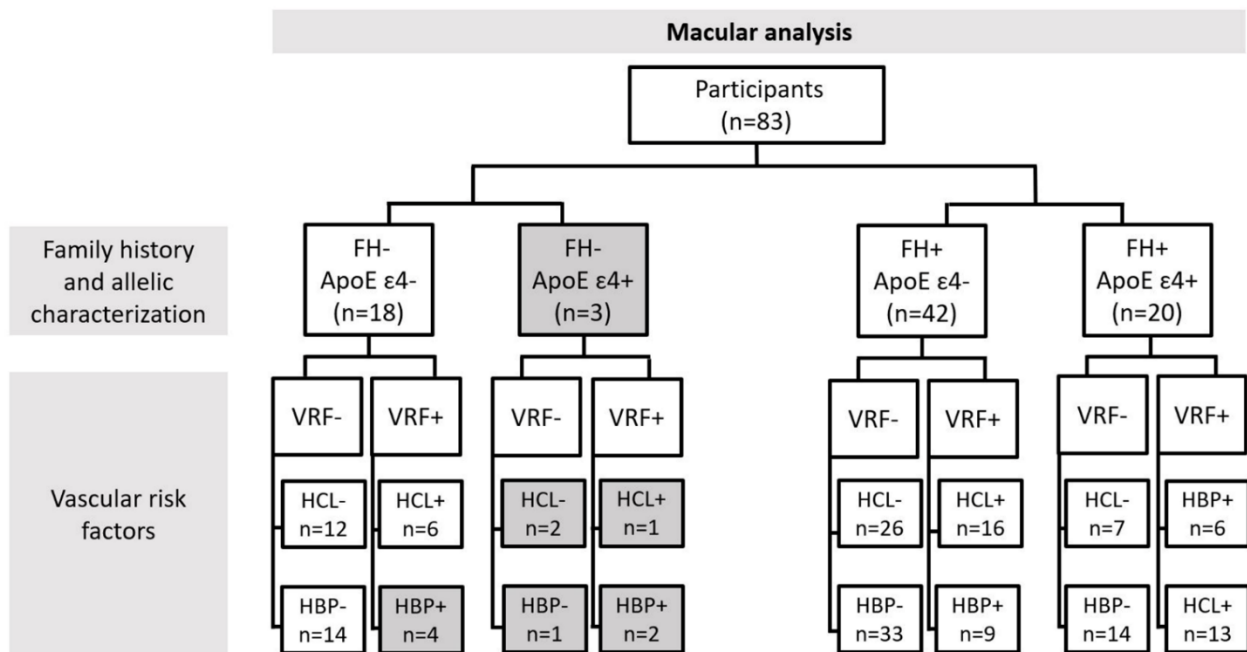 Macular analysis
Participants
(n=83)
Family history
and allelic
characterization
FH-
ApoE ε4-
(n=18)
FH-
ApoE ε4+
(n=3)
FH+
ApoE ε4-
(n=42)
FH+
ApoE ε4+
(n=20)
Vascular risk
factors
VRF-
VRF+
VRF-
VRF+
VRF-
VRF+
VRF-
VRF+
HCL-
n=12
HCL+
n=6
HCL-
n=2
HCL+
n=1
HCL-
n=26
HCL+
n=16
HCL-
n=7
HBP+
n=6
HBP-
n=14
HBP+
n=4
HBP-
n=1
HBP+
n=2
HBP-
n=33
HBP+
n=9
HBP-
n=14
HCL+
n=13